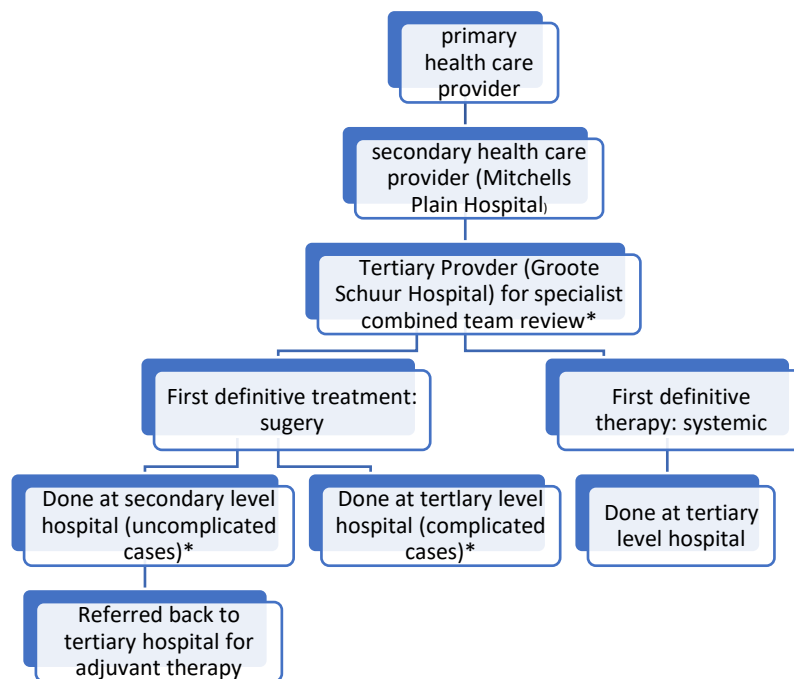 primary
health care
provider
secondary health care
provider (Mitchells
Plain Hospital)
Tertiary Provder (Groote
Schuur Hospital) for specialist
combined team review*
First definitive treatment:
sugery
First definitive
therapy: systemic
Done at secondary level
hospital (uncomplicated
cases)*
Done at tertlary level
hospital (complicated
cases)*
Done at tertiary
level hospital
Referred back to
tertiary hospital for
adjuvant therapy